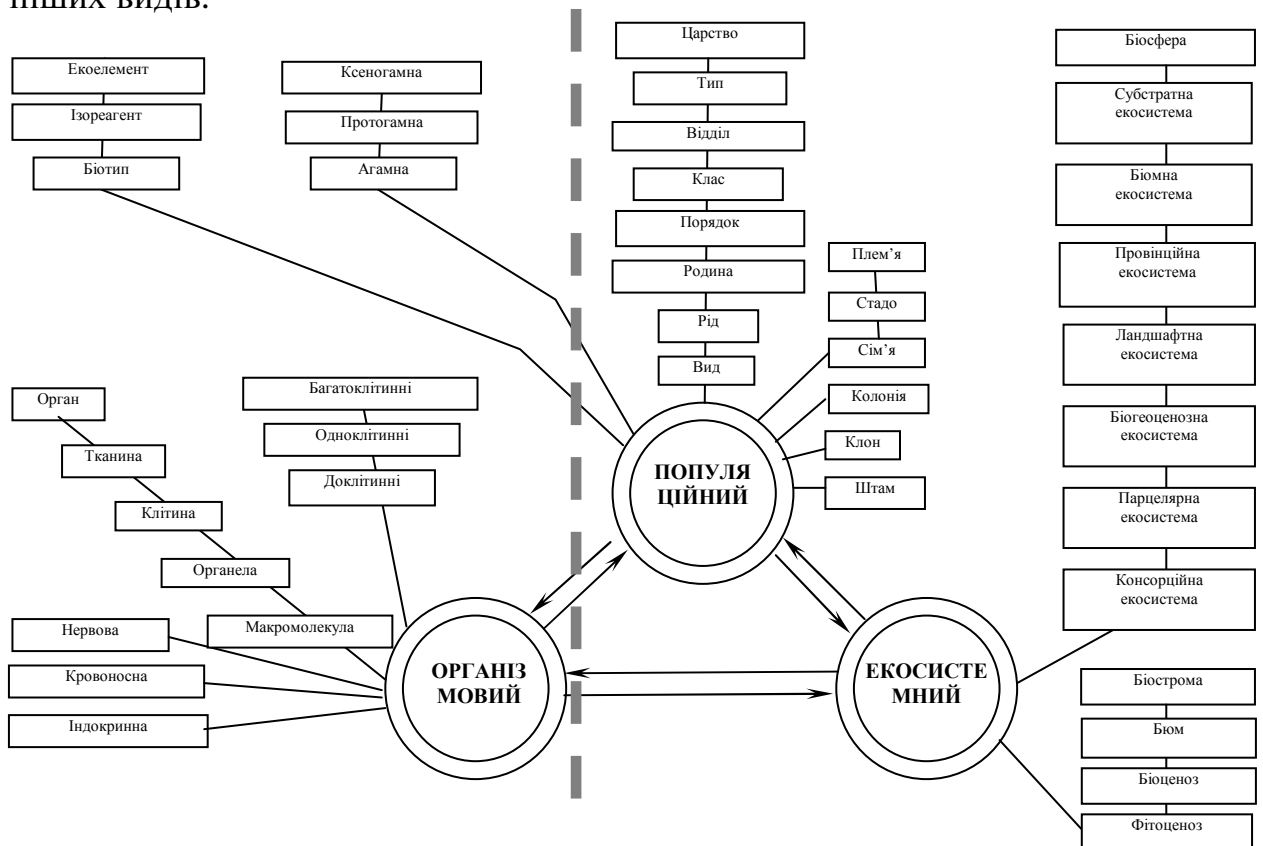 інших видів.
Царство
Тип
Відділ
Клас
Порядок
Родина
Рід
Вид
Екоелемент
Ізореагент
Біотип
Ксеногамна
Протогамна
Агамна
Плем’я
Стадо
Сім’я
Колонія
Клон
Штам
Біосфера
Субстратна
екосистема
Біомна
екосистема
Провінційна
екосистема
Ландшафтна
екосистема
Біогеоценозна
екосистема
Парцелярна
екосистема
Консорційна
екосистема
Орган
Тканина
Клітина
Органела
Макромолекула
Багатоклітинні
Одноклітинні
Доклітинні
Нервова
Кровоносна
Індокринна
ПОПУЛЯ
ЦІЙНИЙ
ОРГАНІЗ
МОВИЙ
ЕКОСИСТЕ
МНИЙ
Біострома
Бюм
Біоценоз
Фітоценоз